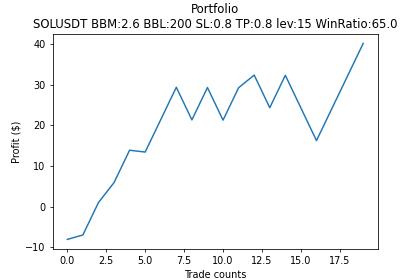 Portfolio
SOLUSDT BBM:2.6 BBL:200 SL:0.8 TP:0.8 lev:15 WinRatio:65.0
40
30
20
10
0
−10
Profit ($)
0.0 2.5 5.0 7.5 10.0 12.5 15.0 17.5
Trade counts